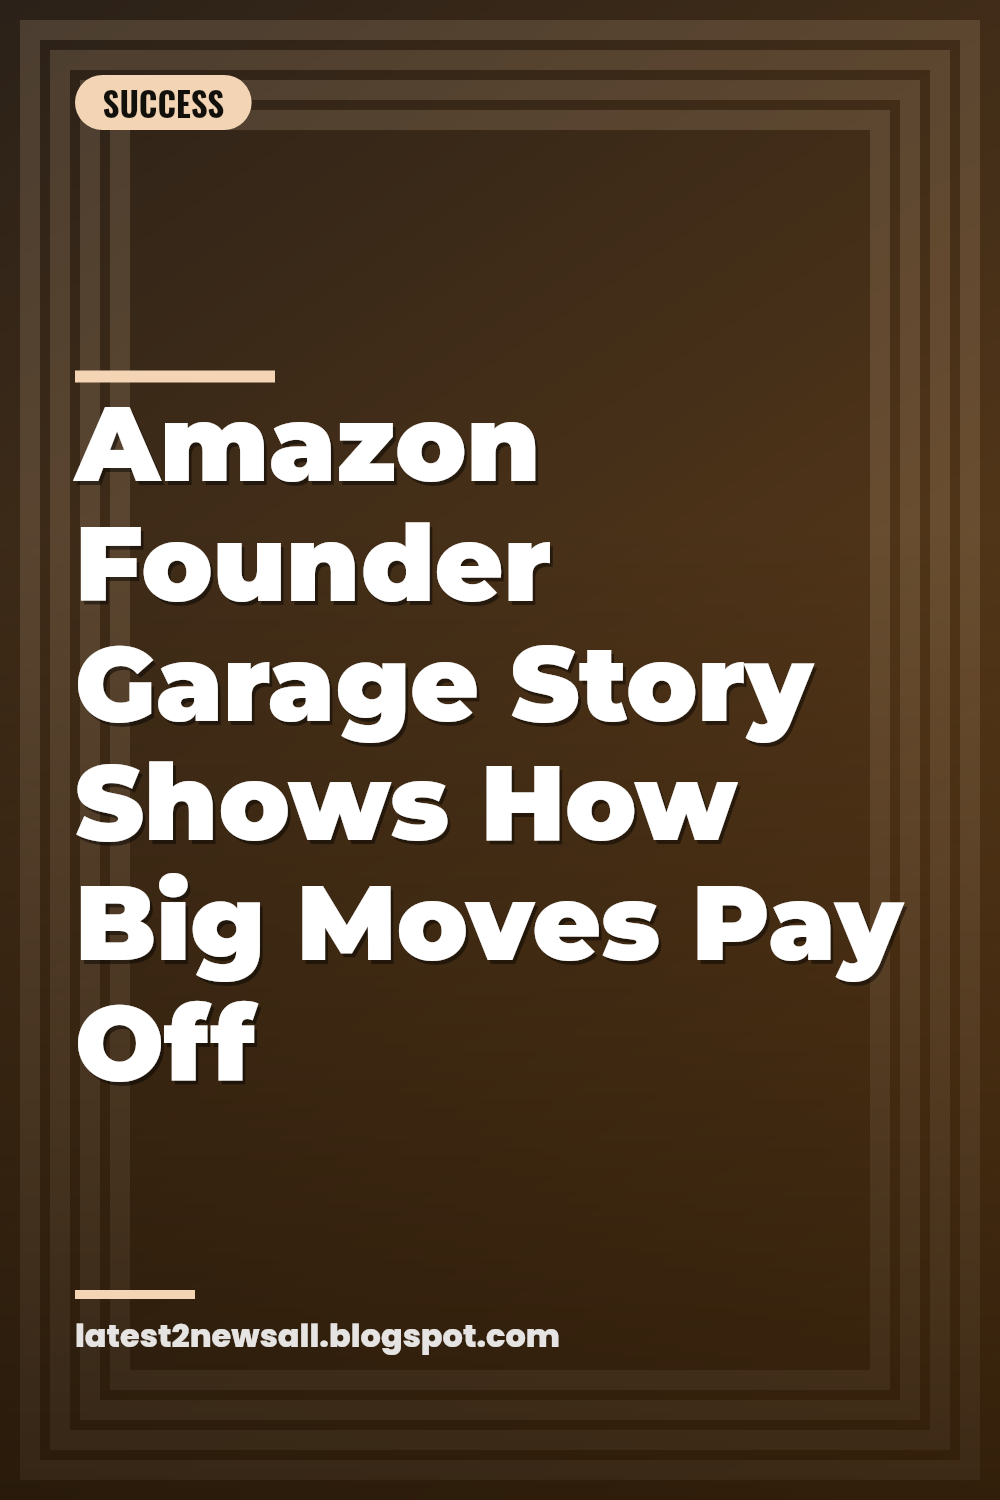 SUCCESS
Amazon
Founder
Garage Story
Shows How
Big Moves Pay
Off
latest2newsall.blogspot.com